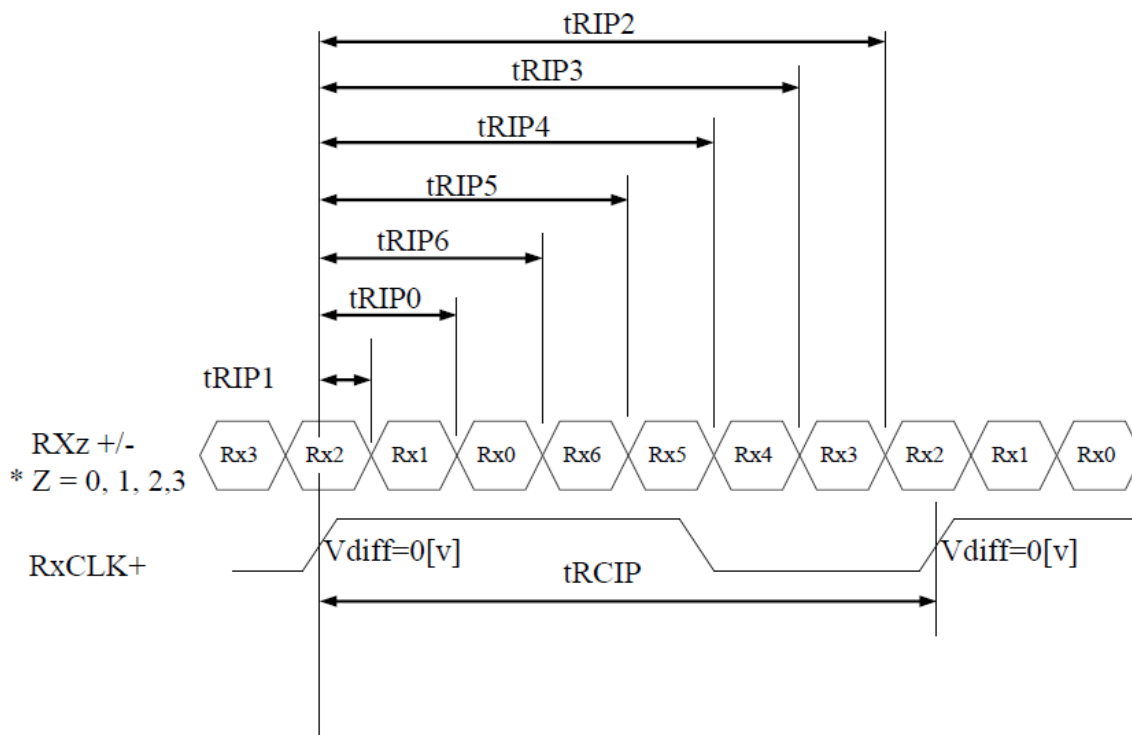 tRIP2
tRIP3
tRIP4
tRIP5
tRIP6
tRIP0
tRIP1
RXz +/-
* Z = 0, 1, 2,3
Rx3 Rx2 Rx1 Rx0 Rx6 Rx5 Rx4 Rx3 Rx2 Rx1 Rx0
RxCLK+
Vdiff=0[v] Vdiff=0[v]
tRCIP